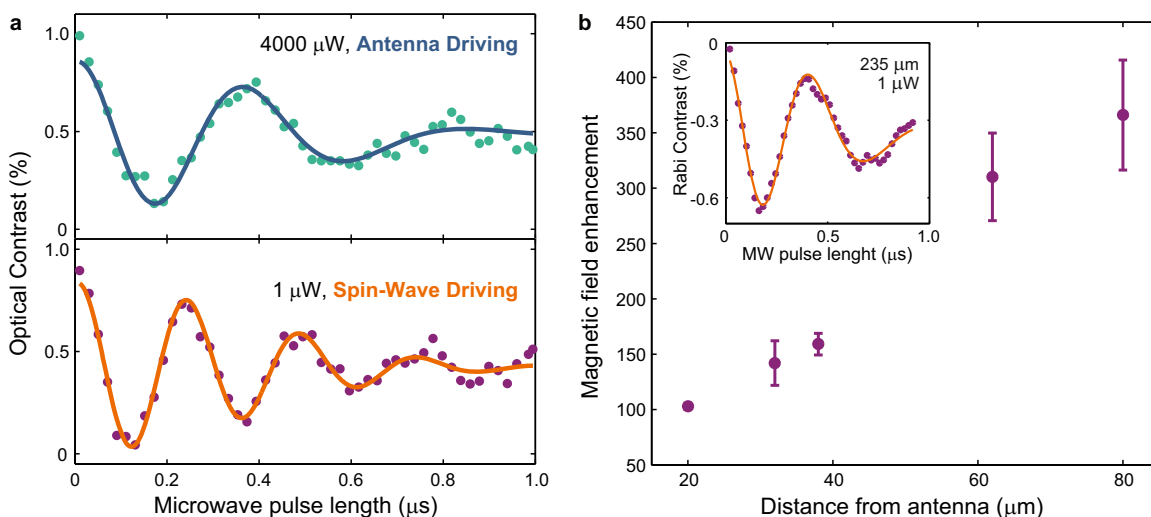 a
Optical Contrast (%)
1.0
0.5
0
4000 μW, Antenna Driving
1.0
0.5
0
1 μW, Spin-Wave Driving
0 0.2 0.4 0.6 0.8 1.0
Microwave pulse length (μs)
b
Magnetic field enhancement
450
400
350
300
250
200
150
100
50
20 40 60 80
Distance from antenna (μm)
Rabi Contrast (%)
0
-0.3
-0.6
235 μm
1 μW
0 0.5 1.0
MW pulse lenght (μs)